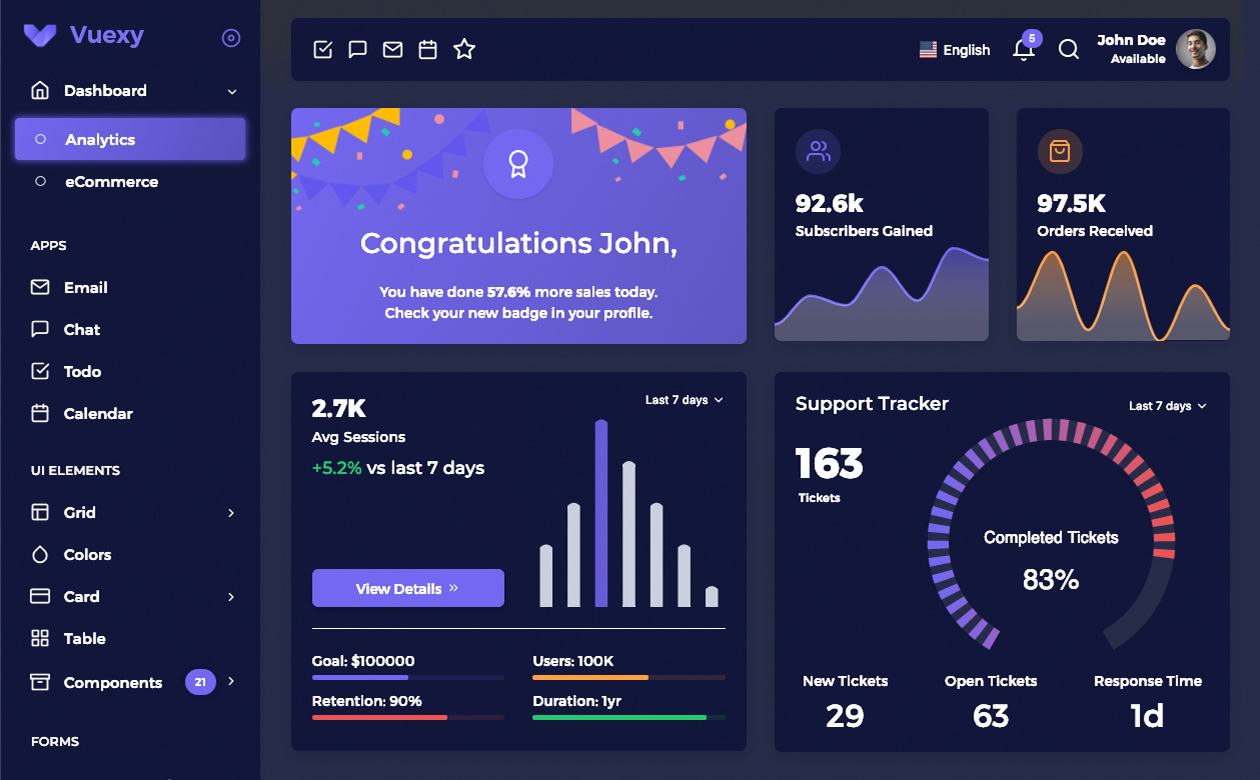 Vuexy
Dashboard
Analytics
eCommerce
APPS
Email
Chat
Todo
Calendar
UI ELEMENTS
Grid
Colors
Card
Table
Components 21
FORMS
English
5
John Doe
Available
Congratulations John,
You have done 57.6% more sales today.
Check your new badge in your profile.
92.6k
Subscribers Gained
97.5K
Orders Received
2.7K
Last 7 days
Avg Sessions
+5.2% vs last 7 days
View Details »
Goal: $100000
Users: 100K
Retention: 90%
Duration: 1yr
Support Tracker
Last 7 days
163
Tickets
Completed Tickets
83%
New Tickets
Open Tickets
Response Time
29
63
1d